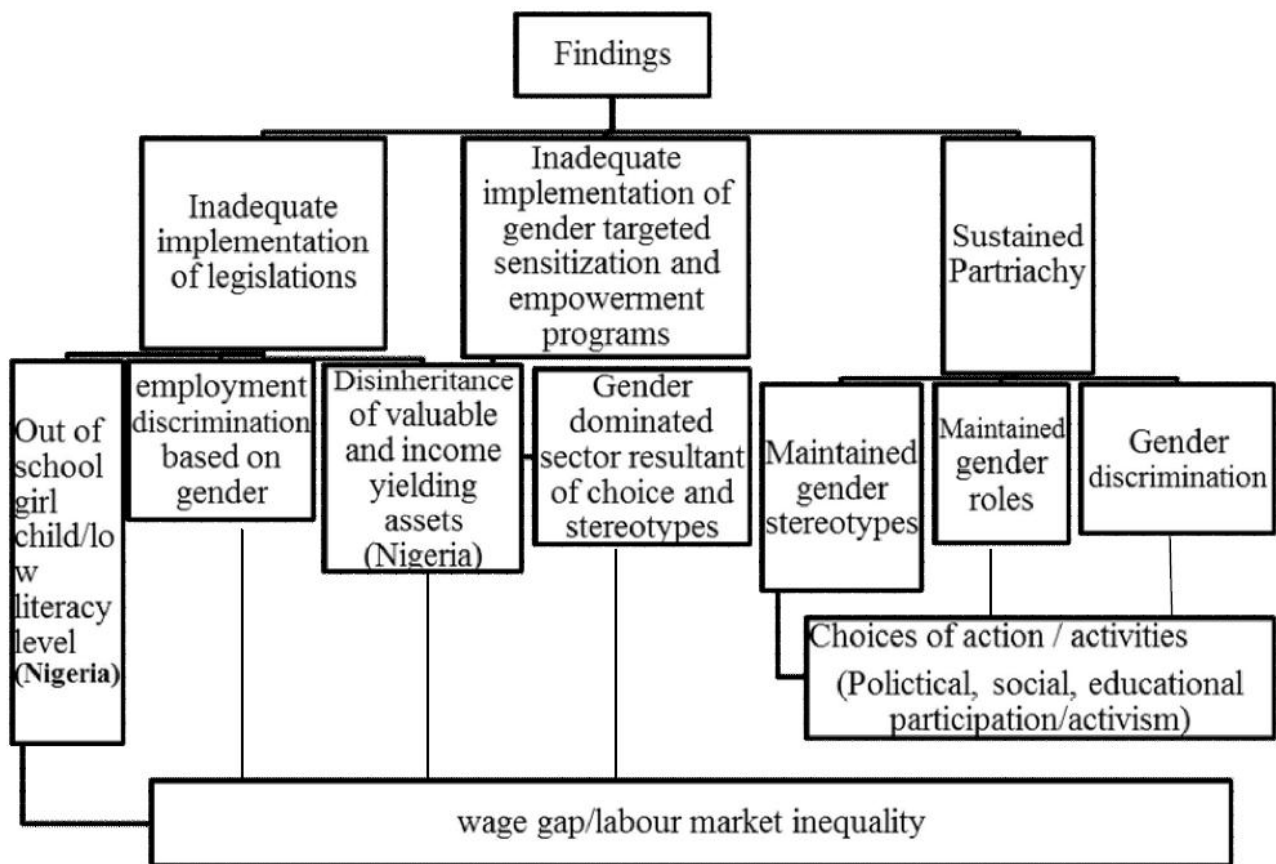 Findings
Inadequate
implementation
of legislations
Inadequate
implementation of
gender targeted
sensitization and
empowerment
programs
Sustained
Partriachy
Out of
school
girl
child/lo
w
literacy
level
(Nigeria)
employment
discrimination
based on
gender
Disinheritance
of valuable
and income
yielding
assets
(Nigeria)
Gender
dominated
sector resultant
of choice and
stereotypes
Maintained
gender
stereotypes
Maintained
gender
roles
Gender
discrimination
Choices of action / activities
(Polictical, social, educational
participation/activism)
wage gap/labour market inequality